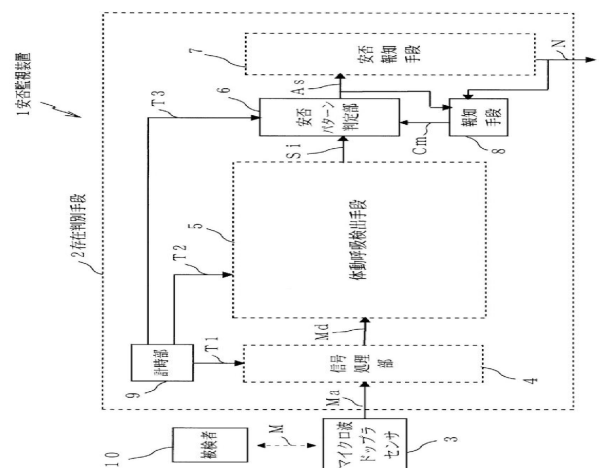 1 安否監視装置
2 存在判別手段
計時部
9
T1
T2
T3
被検者
10
M
マイクロ波
ドップラ
センサ
3
Ma
信号
処理
部
4
Md
体動呼吸検出手段
5
Si
安否
パターン
判定部
6
As
安否
報知
手段
7
Cm
報知
手段
8
N